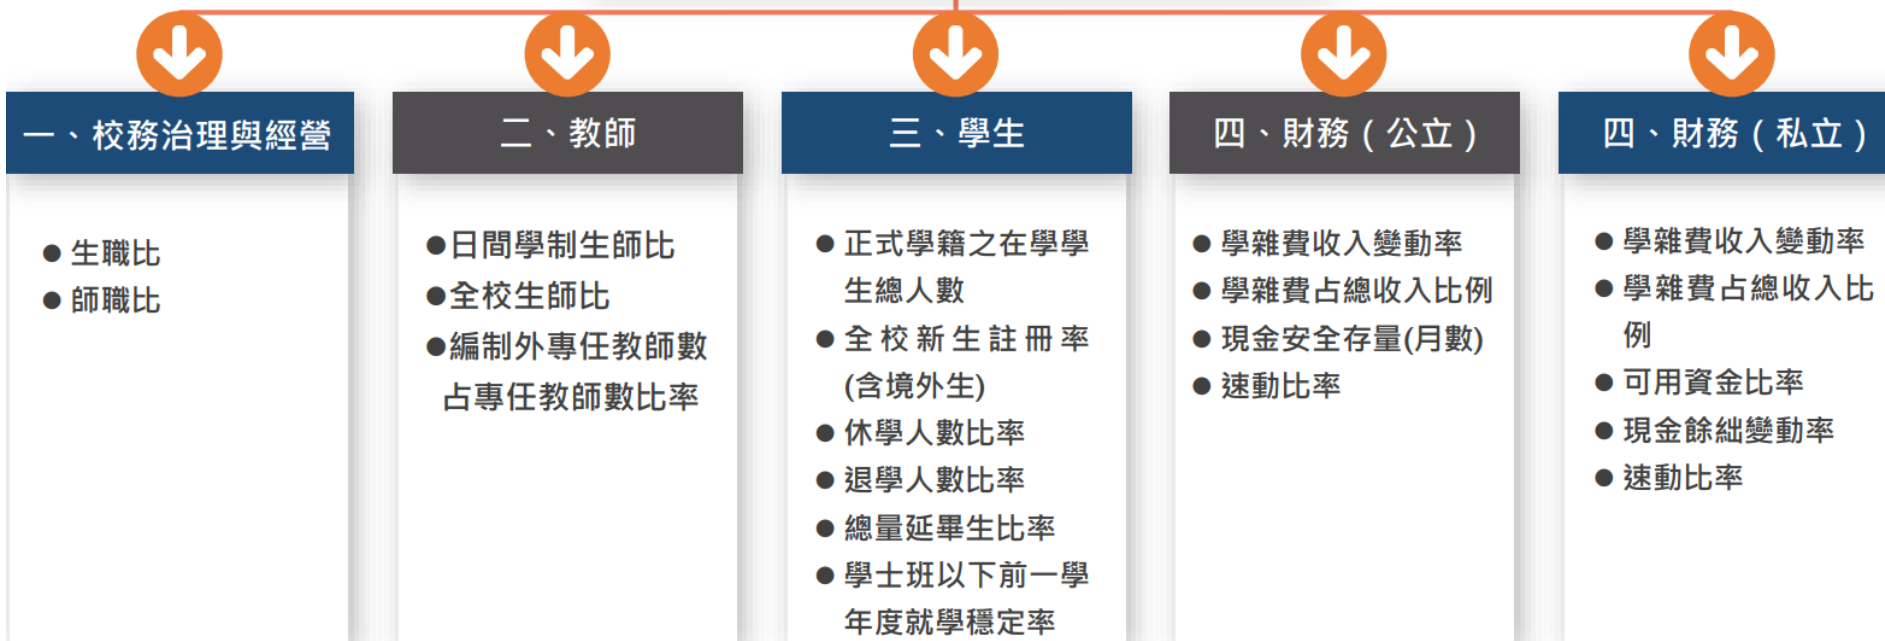 一、校務治理與經營
● 生職比
● 師職比
二、教師
●日間學制生師比
●全校生師比
●編制外專任教師數
占專任教師數比率
三、學生
● 正式學籍之在學學
生總人數
● 全校新生註冊率
(含境外生)
● 休學人數比率
● 退學人數比率
● 總量延畢生比率
● 學士班以下前一學
年度就學穩定率
四、財務（公立）
● 學雜費收入變動率
● 學雜費占總收入比例
● 現金安全存量(月數)
● 速動比率
四、財務（私立）
● 學雜費收入變動率
● 學雜費占總收入比
例
● 可用資金比率
● 現金餘絀變動率
● 速動比率